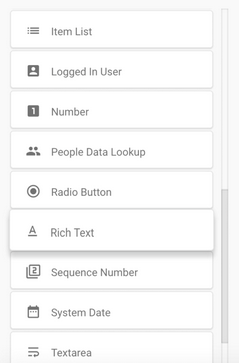 Item List
Logged In User
Number
People Data Lookup
Radio Button
Rich Text
Sequence Number
System Date
Textarea